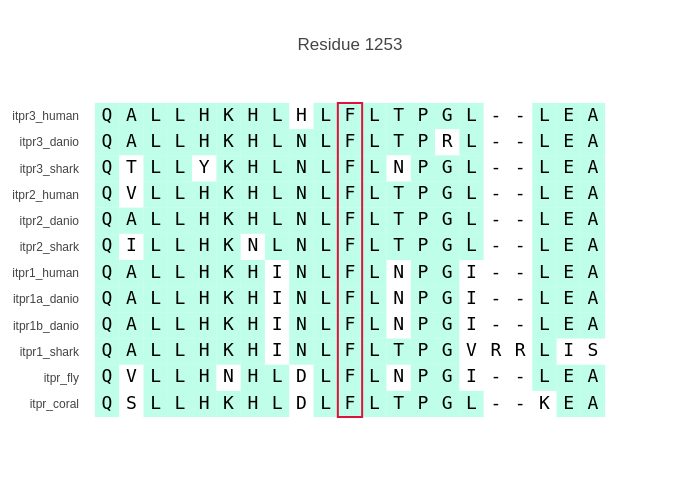 Residue 1253
itpr3_human Q A L L H K H L H L F L T P G L - - L E A
itpr3_danio Q A L L H K H L N L F L T P R L - - L E A
itpr3_shark Q T L L Y K H L N L F L N P G L - - L E A
itpr2_human Q V L L H K H L N L F L T P G L - - L E A
itpr2_danio Q A L L H K H L N L F L T P G L - - L E A
itpr2_shark Q I L L H K N L N L F L T P G L - - L E A
itpr1_human Q A L L H K H I N L F L N P G I - - L E A
itpr1a_danio Q A L L H K H I N L F L N P G I - - L E A
itpr1b_danio Q A L L H K H I N L F L N P G I - - L E A
itpr1_shark Q A L L H K H I N L F L T P G V R R L I S
itpr_fly Q V L L H N H L D L F L N P G I - - L E A
itpr_coral Q S L L H K H L D L F L T P G L - - K E A